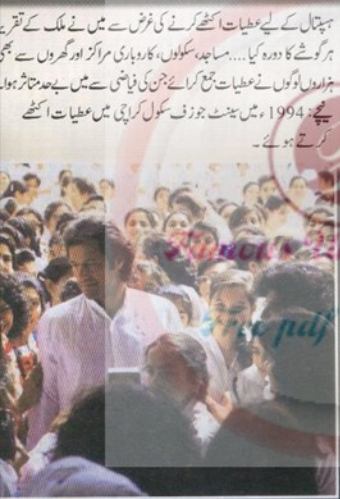 ہسپتال کے لیے عطیات اکٹھے کرنے کی غرض سے میں نے ملک کے تقریباً
ہر گوشے کا دورہ کیا .... مساجد، سکولوں، کاروباری مراکز اور گھروں سے بھی
ہزاروں لوگوں نے عطیات جمع کرائے جن کی فیاضی سے میں بے حد متاثر ہوا۔
نیچے: 1994ء میں سینٹ جوزف سکول کراچی میں عطیات اکٹھے
کرتے ہوئے۔
Free pdf